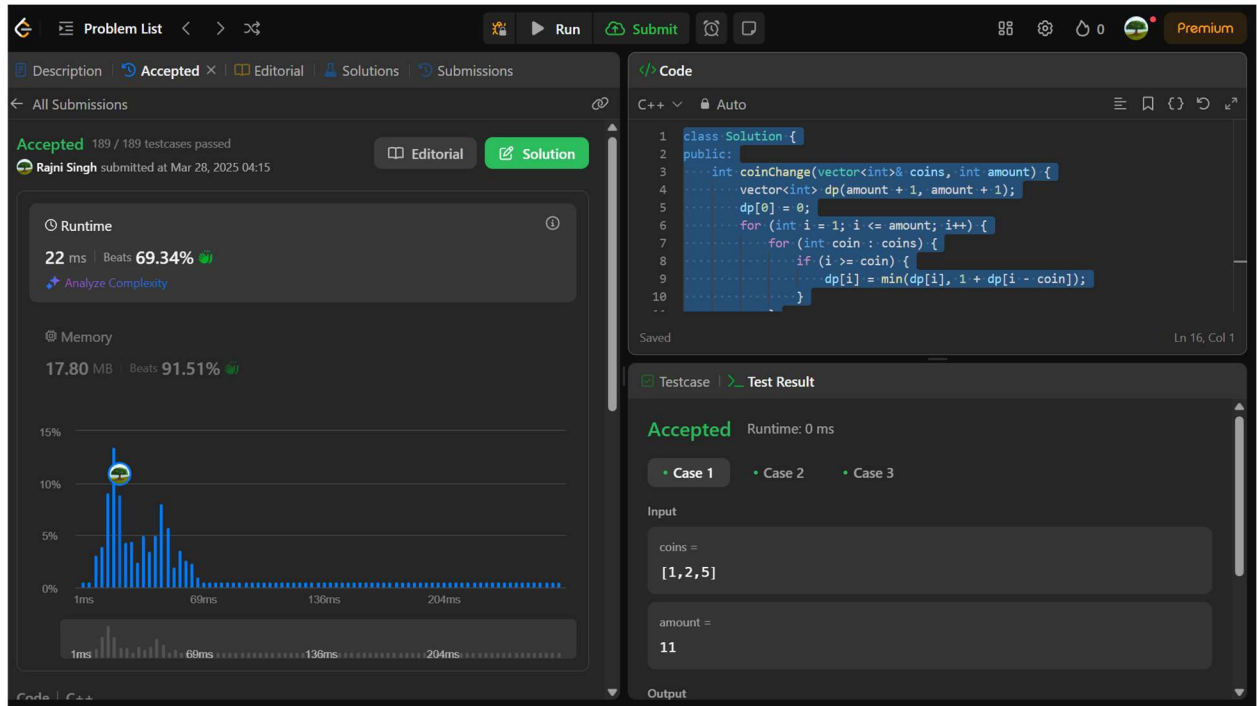 Problem List
Run
Submit
0
Premium
Description
Accepted
Editorial
Solutions
Submissions
All Submissions
Accepted 189 / 189 testcases passed
Rajni Singh submitted at Mar 28, 2025 04:15
Editorial
Solution
Runtime
22 ms Beats 69.34%
Analyze Complexity
Memory
17.80 MB Beats 91.51%
15%
10%
5%
0%
1ms 69ms 136ms 204ms
1ms 69ms 136ms 204ms
Code | C++
</> Code
C++ Auto
1 class Solution {
2 public:
3 int coinChange(vector<int>& coins, int amount) {
4 vector<int> dp(amount + 1, amount + 1);
5 dp[0] = 0;
6 for (int i = 1; i <= amount; i++) {
7 for (int coin : coins) {
8 if (i >= coin) {
9 dp[i] = min(dp[i], 1 + dp[i - coin]);
10 }
Saved
Ln 16, Col 1
Testcase
Test Result
Accepted Runtime: 0 ms
Case 1 Case 2 Case 3
Input
coins =
[1,2,5]
amount =
11
Output